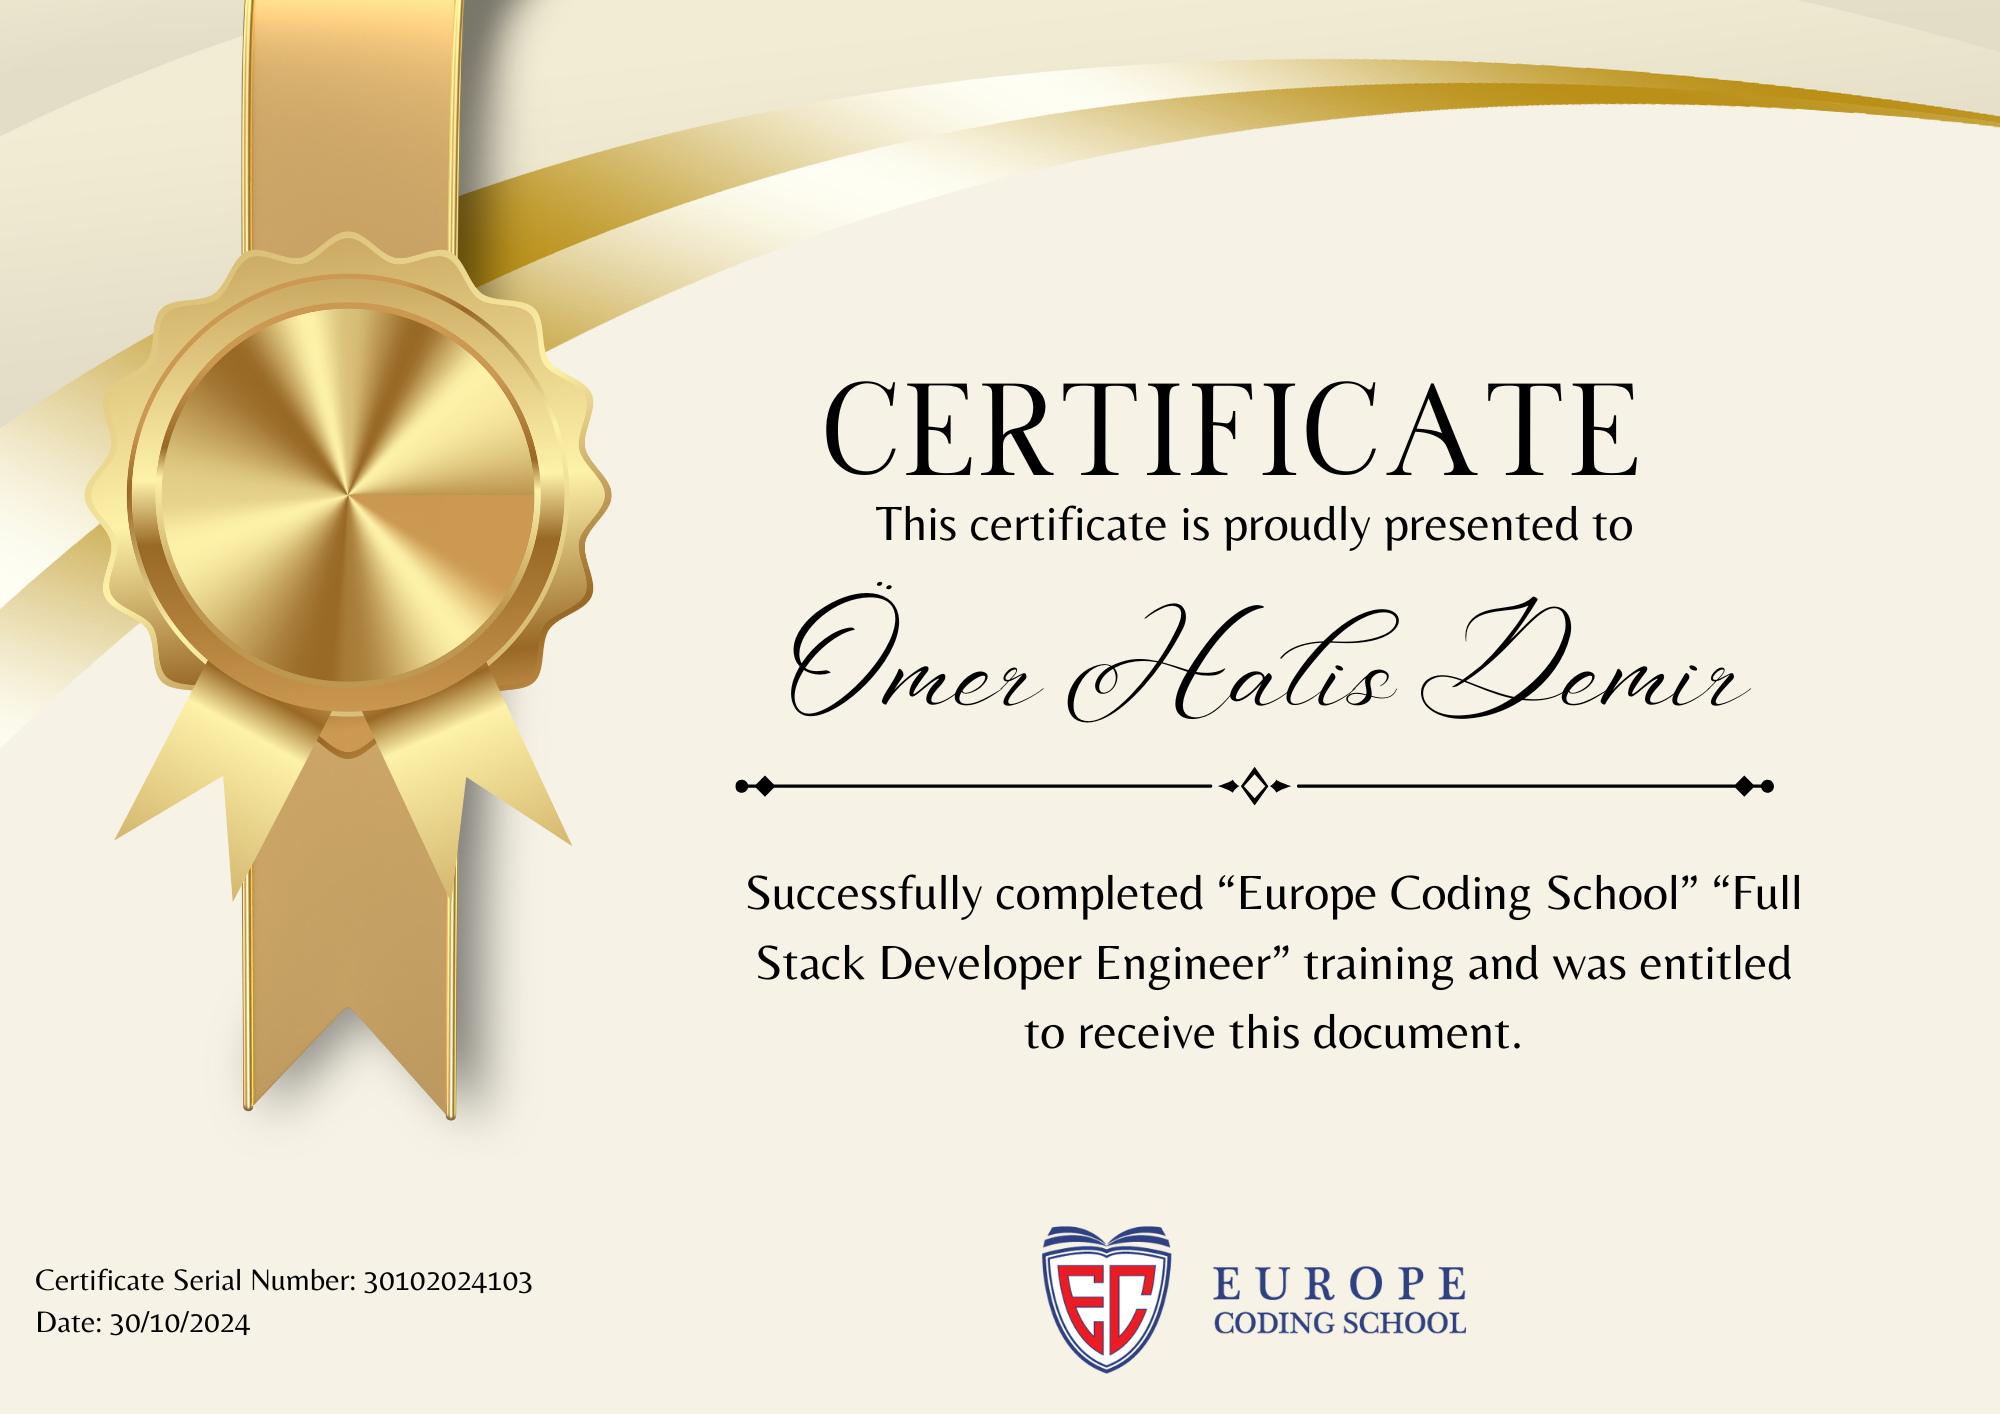 CERTIFICATE
This certificate is proudly presented to
Ömer Halis Demir
Successfully completed “Europe Coding School” “Full
Stack Developer Engineer” training and was entitled
to receive this document.
Certificate Serial Number: 30102024103
Date: 30/10/2024
EC
EUROPE
CODING SCHOOL